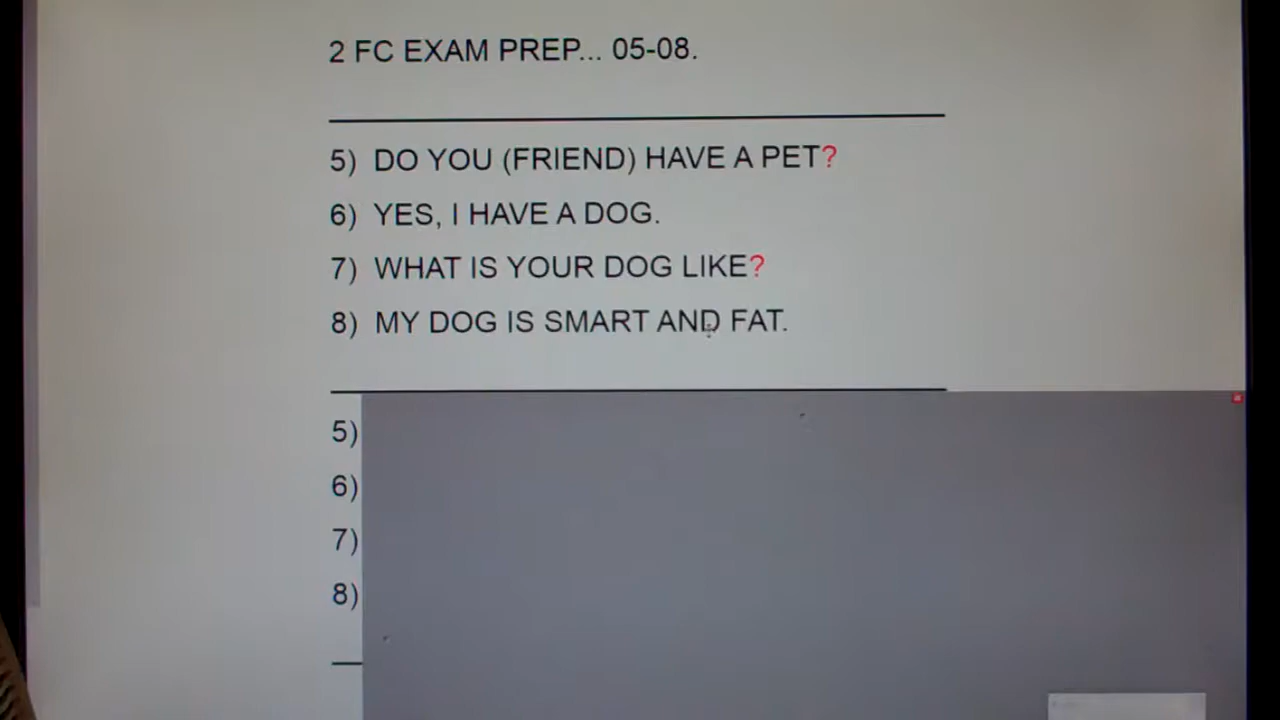 2 FC EXAM PREP... 05-08.
5) DO YOU (FRIEND) HAVE A PET?
6) YES, I HAVE A DOG.
7) WHAT IS YOUR DOG LIKE?
8) MY DOG IS SMART AND FAT.
5)
6)
7)
8)